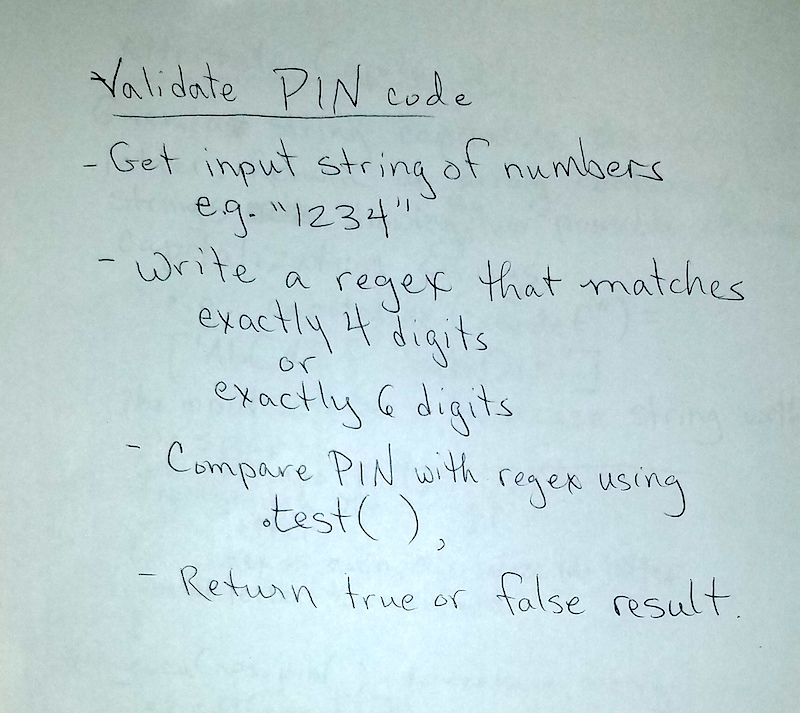 Validate PIN code
- Get input string of numbers
e.g. "1234"
- Write a regex that matches
exactly 4 digits
or
exactly 6 digits
- Compare PIN with regex using
.test( ),
- Return true or false result.